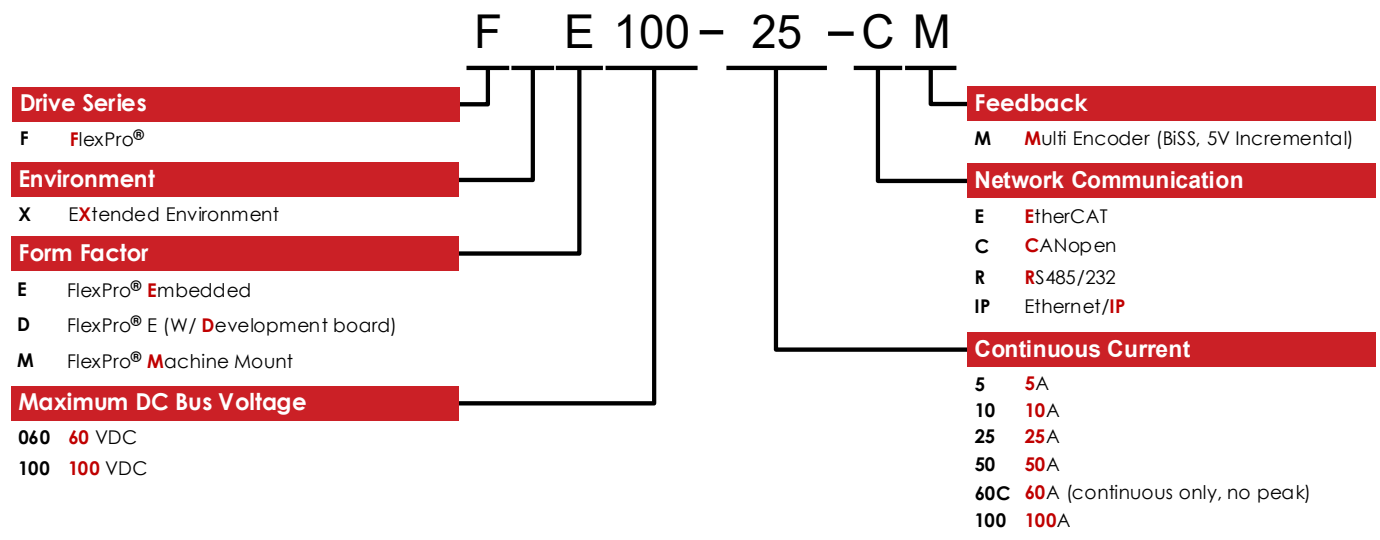 F E 100 – 25 – C M
Drive Series
F FlexPro®
Environment
X EXtended Environment
Form Factor
E FlexPro® Embedded
D FlexPro® E (W/ Development board)
M FlexPro® Machine Mount
Maximum DC Bus Voltage
060 60 VDC
100 100 VDC
Feedback
M Multi Encoder (BiSS, 5V Incremental)
Network Communication
E EtherCAT
C CANopen
R RS485/232
IP Ethernet/IP
Continuous Current
5 5A
10 10A
25 25A
50 50A
60C 60A (continuous only, no peak)
100 100A